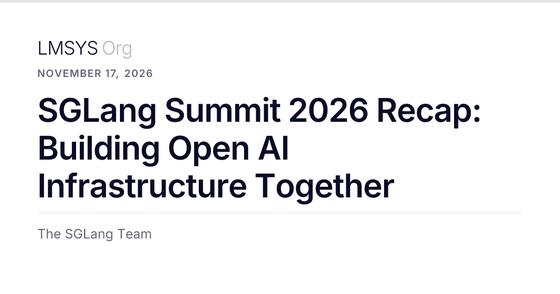 LMSYS Org
NOVEMBER 17, 2026
SGLang Summit 2026 Recap:
Building Open AI
Infrastructure Together
The SGLang Team